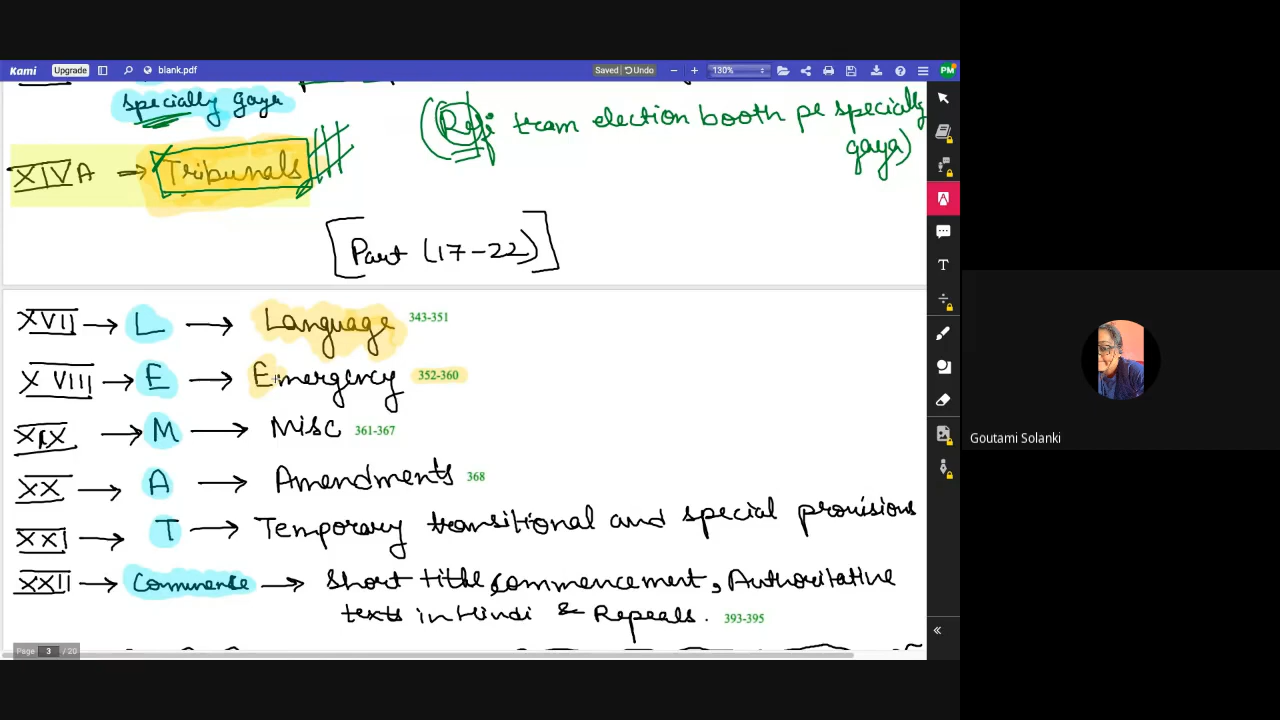 Kami Upgrade blank.pdf Saved Undo 130% PM
specially gaya
team election booth pe specially
gaya)
XIVA → Tribunals
[Part (17-22)]
XVII → L → Language 343-351
XVIII → E → Emergency 352-360
XIX → M → Misc 361-367
XX → A → Amendments 368
XXI → T → Temporary transitional and special provisions
XXII → Commence → Short title, commencement, Authoritative
texts in Hindi & Repeals. 393-395
Page 3 / 20
Goutami Solanki